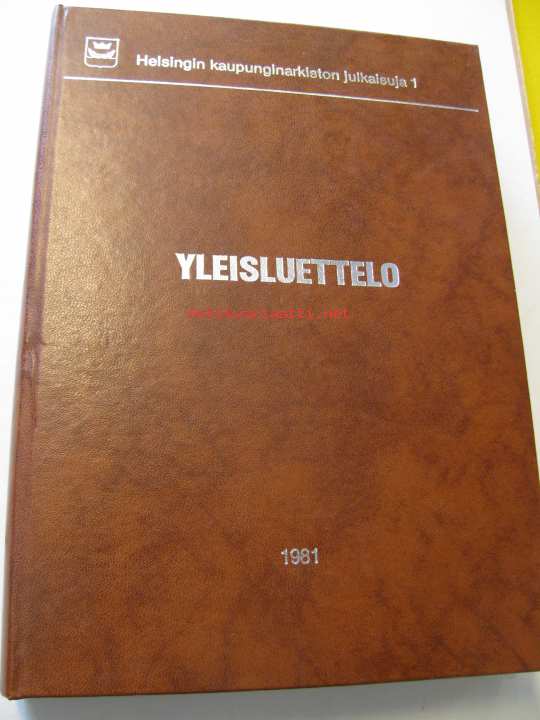 Helsingin kaupunginarkiston julkaisuja 1
YLEISLUETTELO
1981